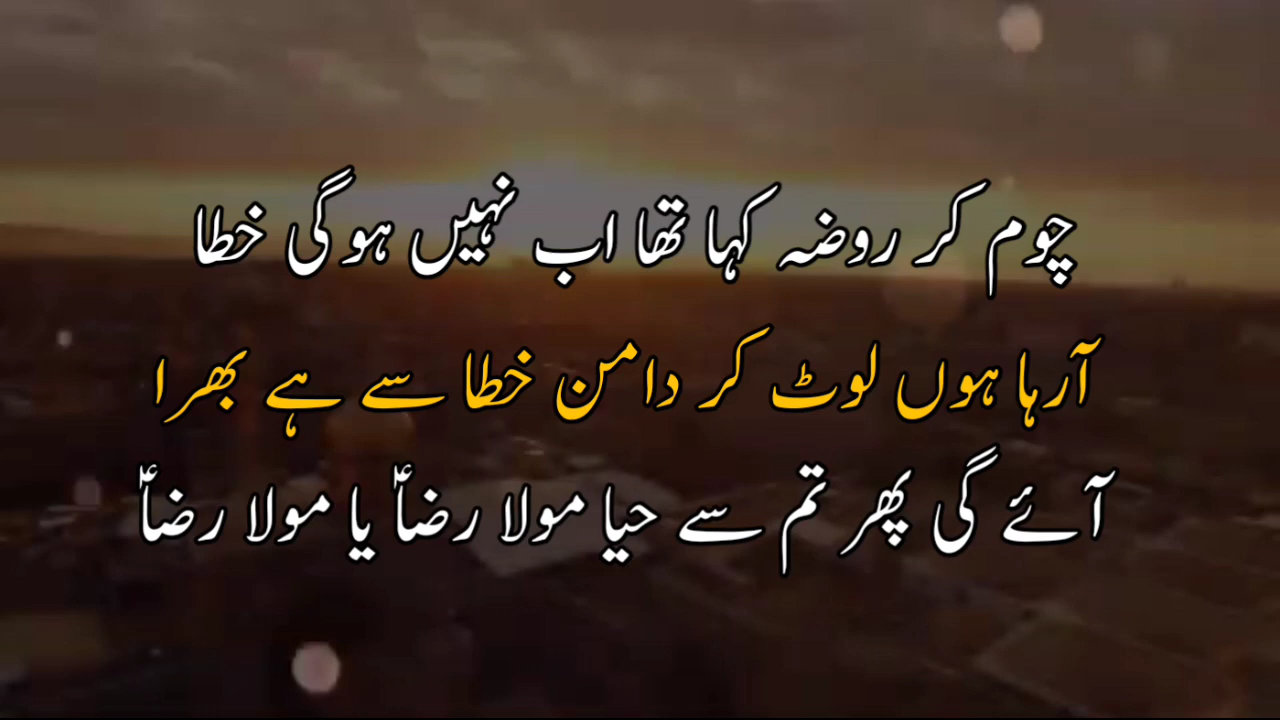 چوم کر روضہ کہا تھا اب نہیں ہوگی خطا
آرہا ہوں لوٹ کر دامن خطا سے ہے بھرا
آئے گی پھر تم سے حیا مولا رضاؑ یا مولا رضاؑ